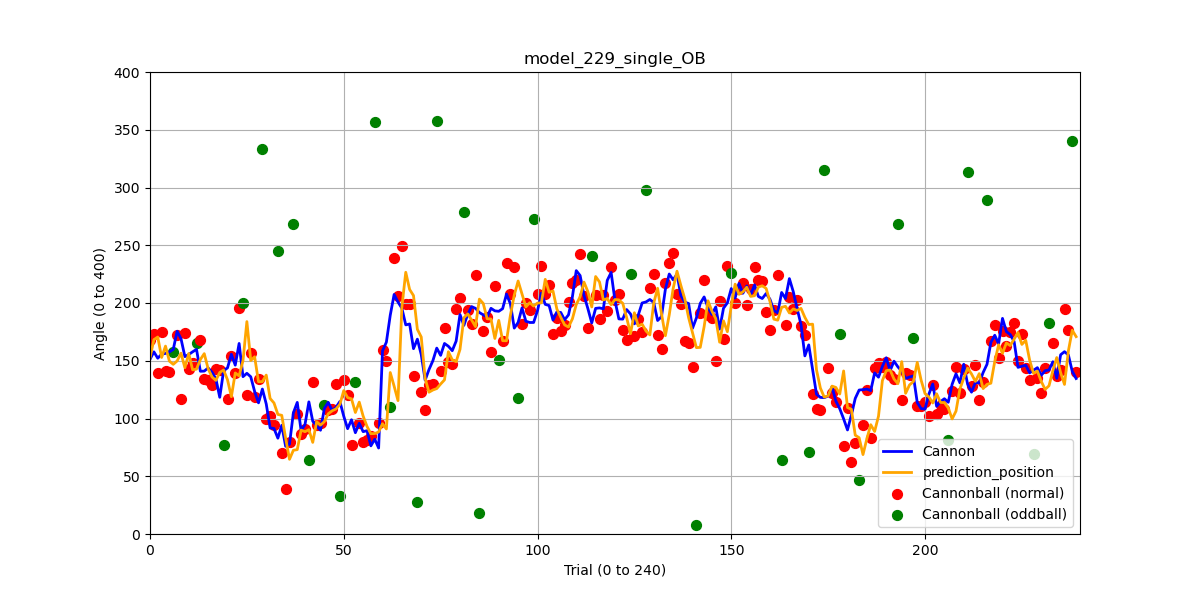 model_229_single_OB
400
350
300
250
200
150
100
50
0
Angle (0 to 400)
0 50 100 150 200
Trial (0 to 240)
Cannon
prediction_position
Cannonball (normal)
Cannonball (oddball)